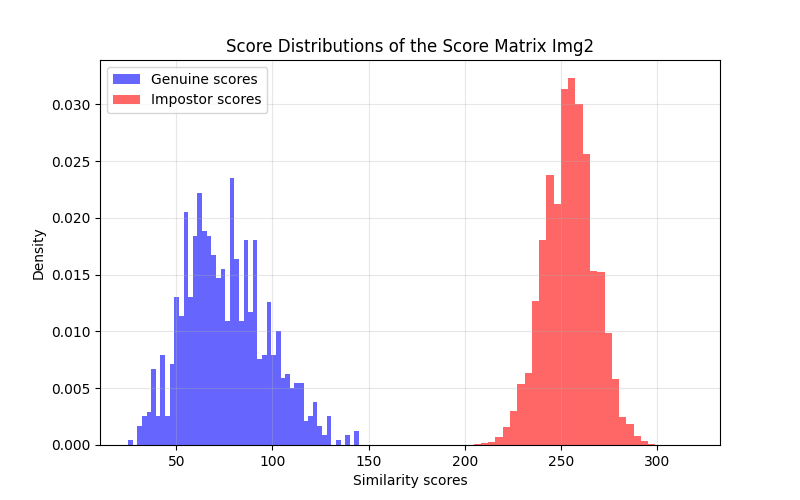 Score Distributions of the Score Matrix Img2
Genuine scores
Impostor scores
Density
0.030
0.025
0.020
0.015
0.010
0.005
0.000
50 100 150 200 250 300
Similarity scores